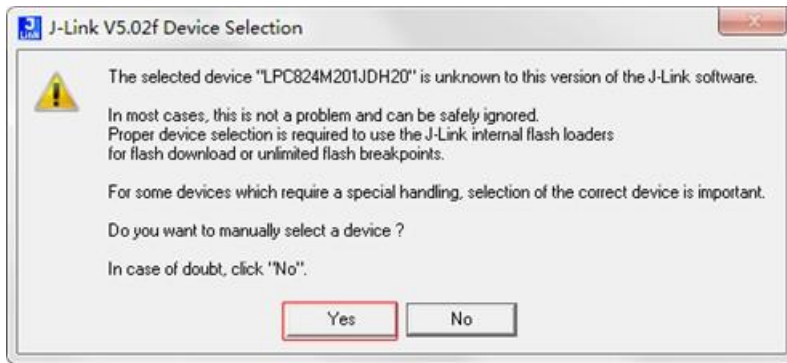 J-Link V5.02f Device Selection
The selected device "LPC824M201JDH20" is unknown to this version of the J-Link software.
In most cases, this is not a problem and can be safely ignored.
Proper device selection is required to use the J-Link internal flash loaders
for flash download or unlimited flash breakpoints.
For some devices which require a special handling, selection of the correct device is important.
Do you want to manually select a device ?
In case of doubt, click "No".
Yes No